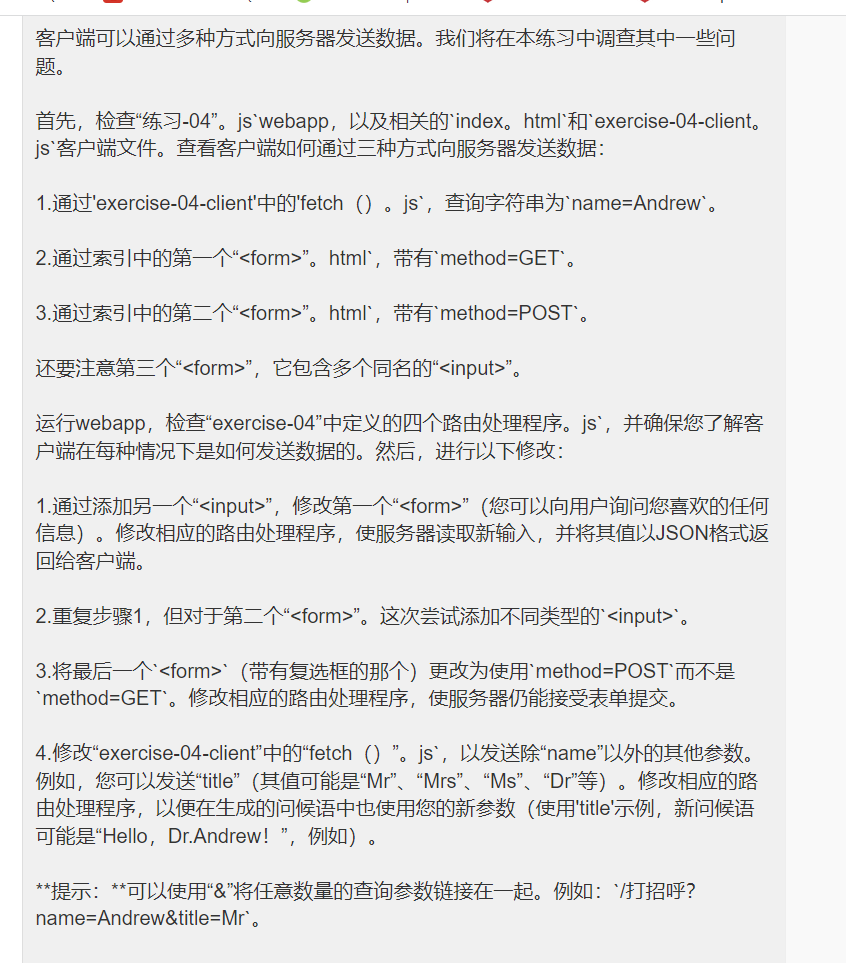 客户端可以通过多种方式向服务器发送数据。我们将在本练习中调查其中一些问
题。
首先，检查“练习-04”。js`webapp，以及相关的`index。html`和`exercise-04-client。
js`客户端文件。查看客户端如何通过三种方式向服务器发送数据：
1.通过'exercise-04-client'中的'fetch（）。js`，查询字符串为`name=Andrew`。
2.通过索引中的第一个“<form>”。html`，带有`method=GET`。
3.通过索引中的第二个“<form>”。html`，带有`method=POST`。
还要注意第三个“<form>”，它包含多个同名的“<input>”。
运行webapp，检查“exercise-04”中定义的四个路由处理程序。js`，并确保您了解客
户端在每种情况下是如何发送数据的。然后，进行以下修改：
1.通过添加另一个“<input>”，修改第一个“<form>”（您可以向用户询问您喜欢的任何
信息）。修改相应的路由处理程序，使服务器读取新输入，并将其值以JSON格式返
回给客户端。
2.重复步骤1，但对于第二个“<form>”。这次尝试添加不同类型的`<input>`。
3.将最后一个`<form>`（带有复选框的那个）更改为使用`method=POST`而不是
`method=GET`。修改相应的路由处理程序，使服务器仍能接受表单提交。
4.修改“exercise-04-client”中的“fetch（）”。js`，以发送除“name”以外的其他参数。
例如，您可以发送“title”（其值可能是“Mr”、“Mrs”、“Ms”、“Dr”等）。修改相应的路
由处理程序，以便在生成的问候语中也使用您的新参数（使用'title'示例，新问候语
可能是“Hello，Dr.Andrew！”，例如）。
**提示：**可以使用“&”将任意数量的查询参数链接在一起。例如：`/打招呼？
name=Andrew&title=Mr`。